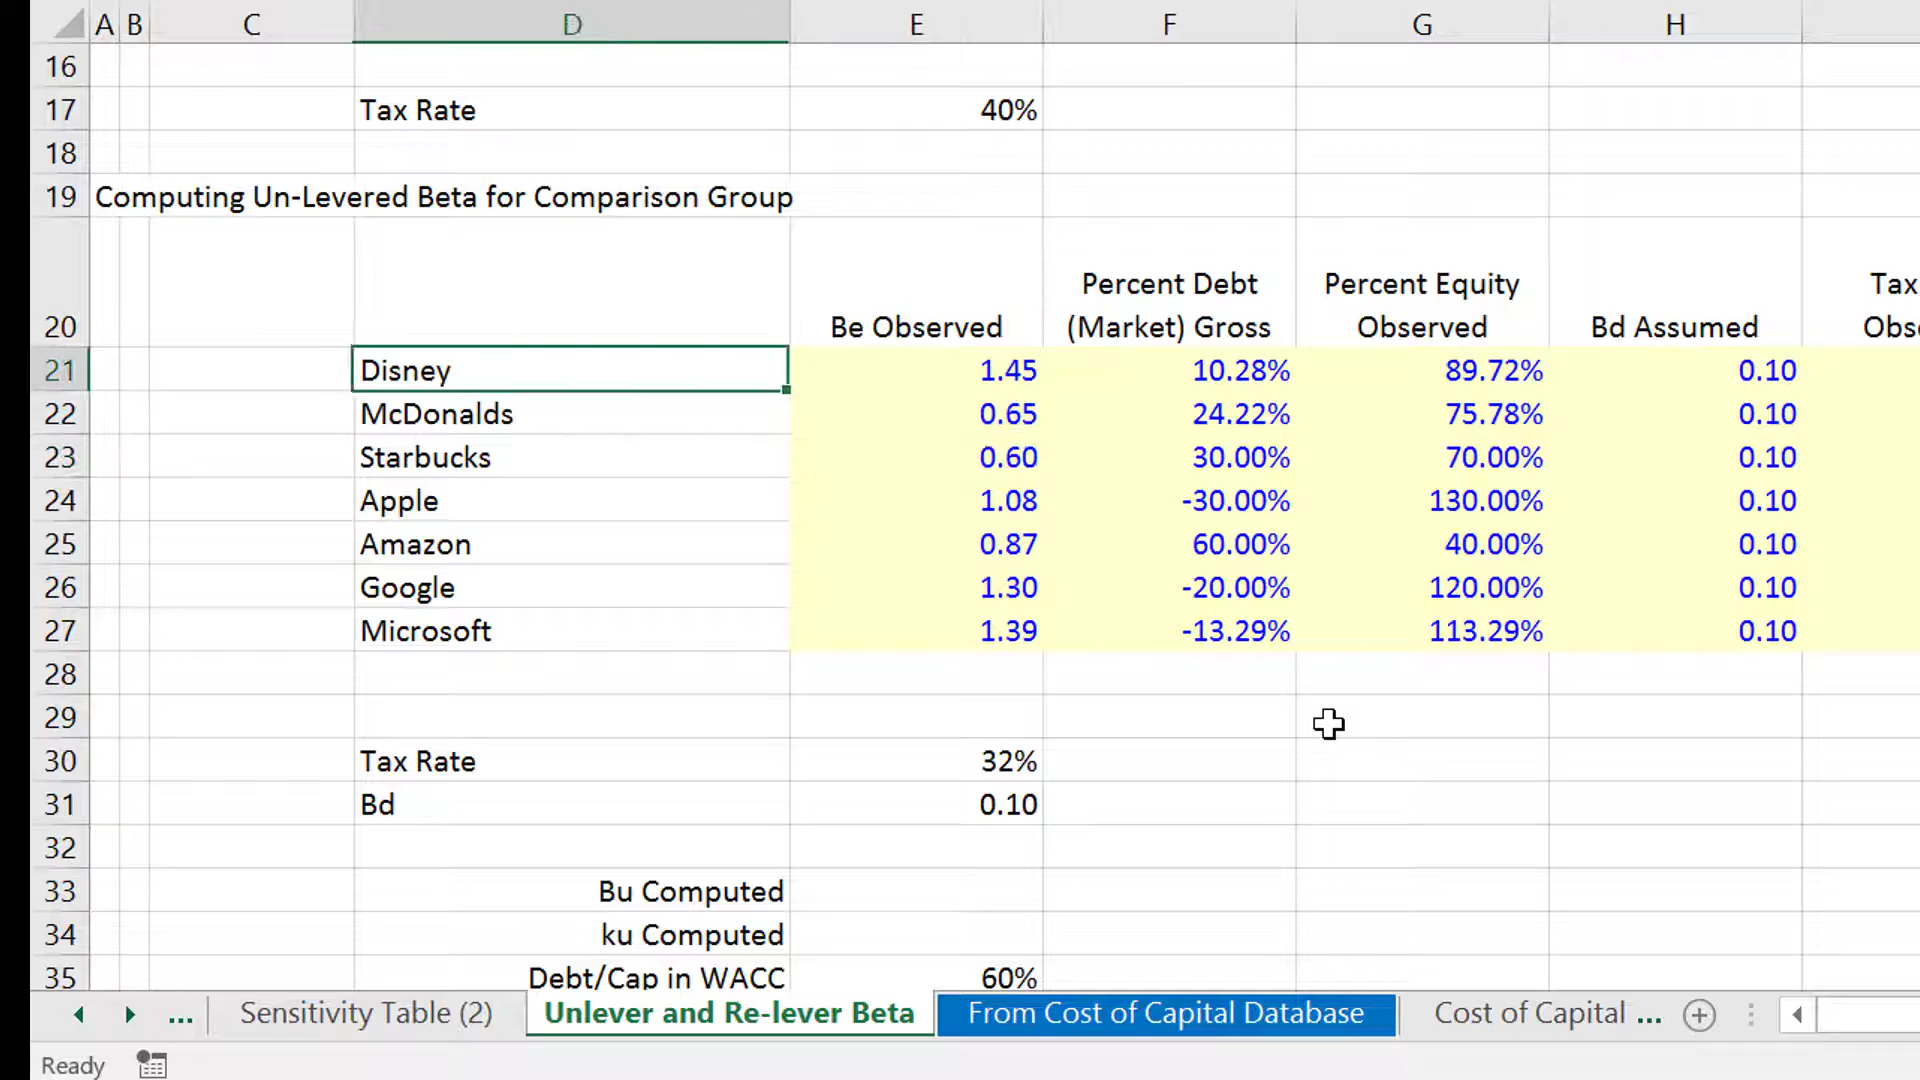 A B C D E F G H
16
17 Tax Rate 40%
18
19 Computing Un-Levered Beta for Comparison Group
Percent Debt Percent Equity Tax
20 Be Observed (Market) Gross Observed Bd Assumed Obs
21 Disney 1.45 10.28% 89.72% 0.10
22 McDonalds 0.65 24.22% 75.78% 0.10
23 Starbucks 0.60 30.00% 70.00% 0.10
24 Apple 1.08 -30.00% 130.00% 0.10
25 Amazon 0.87 60.00% 40.00% 0.10
26 Google 1.30 -20.00% 120.00% 0.10
27 Microsoft 1.39 -13.29% 113.29% 0.10
28
29
30 Tax Rate 32%
31 Bd 0.10
32
33 Bu Computed
34 ku Computed
35 Debt/Cap in WACC 60%
... Sensitivity Table (2) Unlever and Re-lever Beta From Cost of Capital Database Cost of Capital ...
Ready